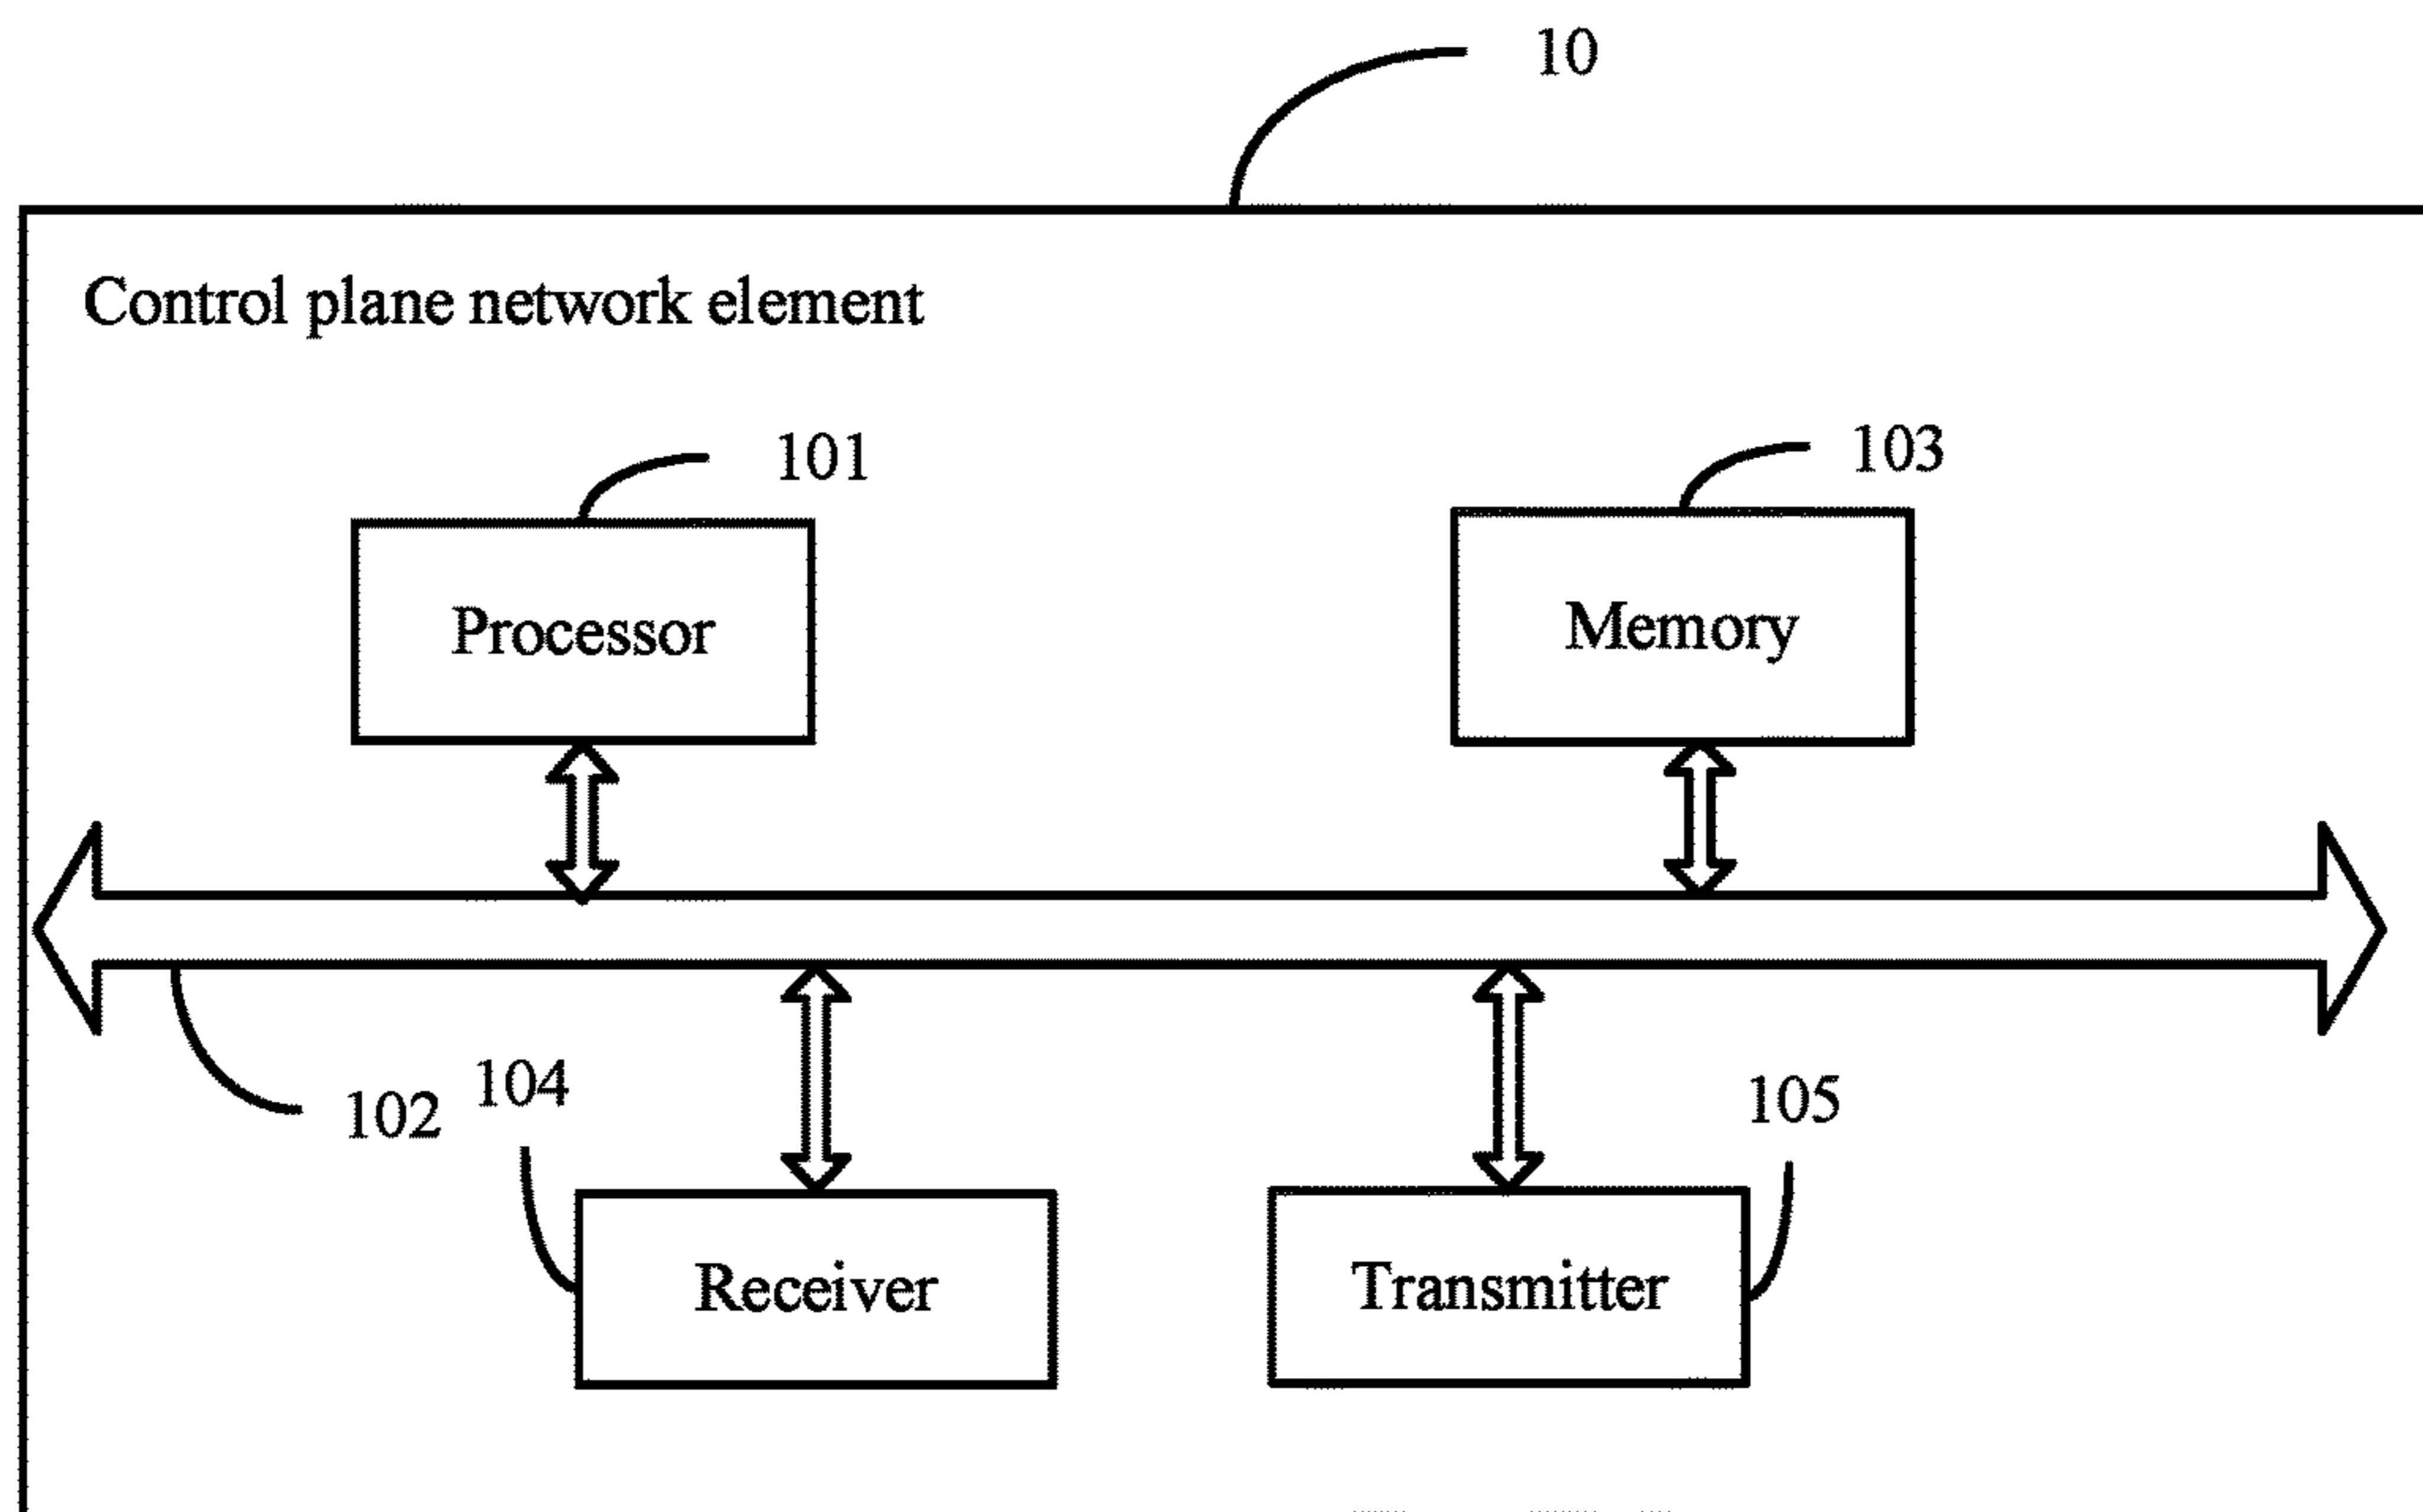 10
Control plane network element
101
103
Processor
Memory
102
104
105
Receiver
Transmitter